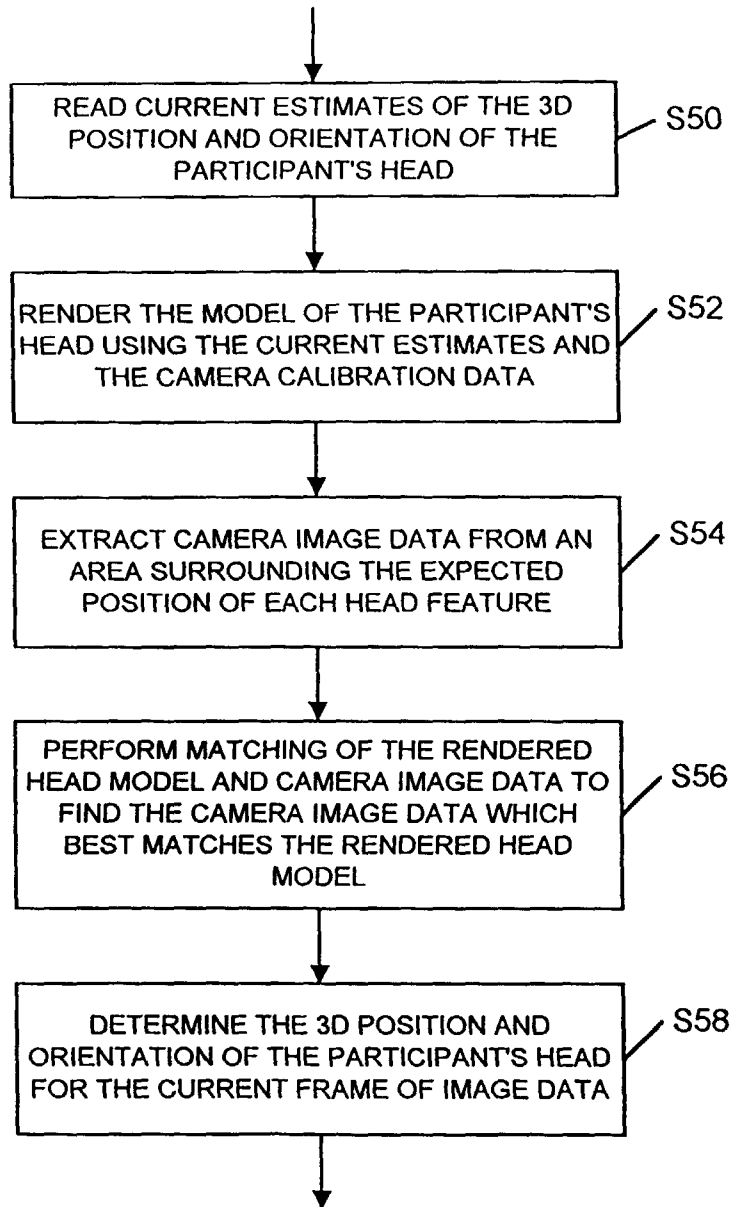 READ CURRENT ESTIMATES OF THE 3D
POSITION AND ORIENTATION OF THE
PARTICIPANT'S HEAD
S50
RENDER THE MODEL OF THE PARTICIPANT'S
HEAD USING THE CURRENT ESTIMATES AND
THE CAMERA CALIBRATION DATA
S52
EXTRACT CAMERA IMAGE DATA FROM AN
AREA SURROUNDING THE EXPECTED
POSITION OF EACH HEAD FEATURE
S54
PERFORM MATCHING OF THE RENDERED
HEAD MODEL AND CAMERA IMAGE DATA TO
FIND THE CAMERA IMAGE DATA WHICH
BEST MATCHES THE RENDERED HEAD
MODEL
S56
DETERMINE THE 3D POSITION AND
ORIENTATION OF THE PARTICIPANT'S HEAD
FOR THE CURRENT FRAME OF IMAGE DATA
S58